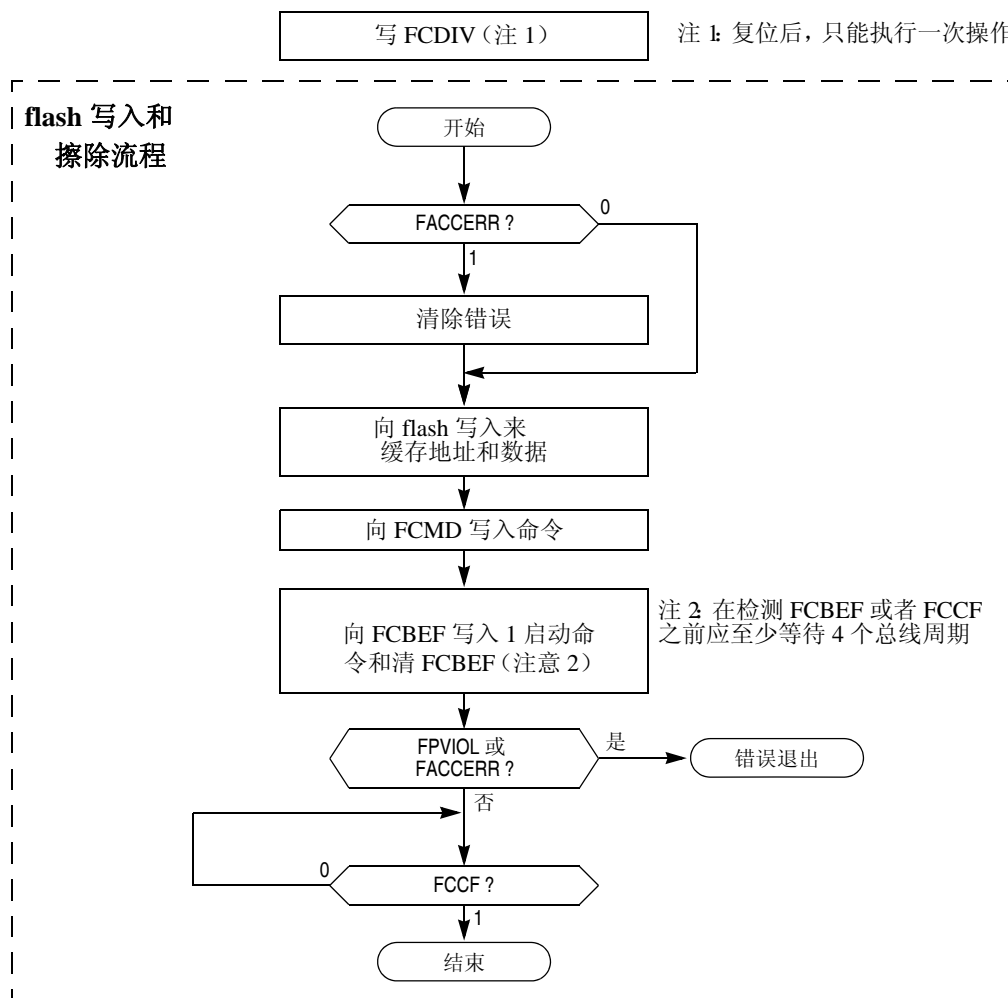 写 FCDIV（注 1）
注 1: 复位后，只能执行一次操作
flash 写入和
擦除流程
开始
FACCERR ?
0
1
清除错误
向 flash 写入来
缓存地址和数据
向 FCMD 写入命令
向 FCBEF 写入 1 启动命
令和清 FCBEF（注意 2）
注 2: 在检测 FCBEF 或者 FCCF
之前应至少等待 4 个总线周期
FPVIOL 或
FACCERR ?
是
错误退出
否
0
FCCF ?
1
结束